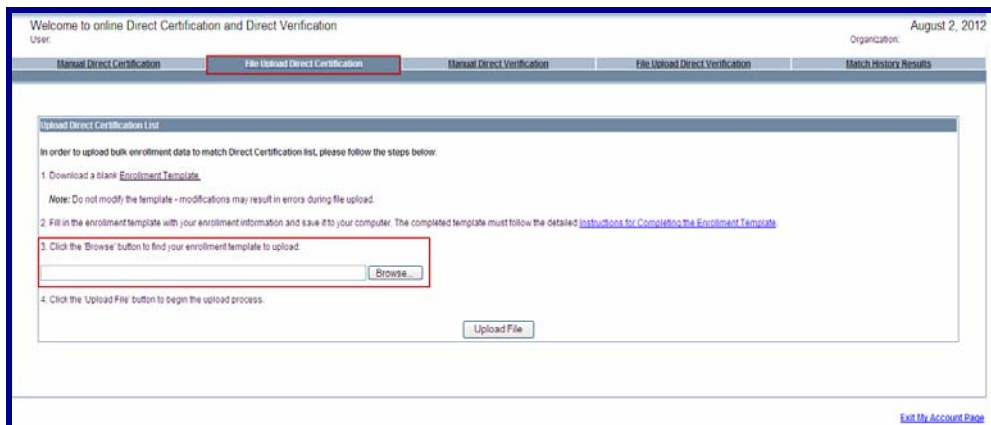 Welcome to online Direct Certification and Direct Verification
August 2, 2012
User:
Organization:
Manual Direct Certification
File Upload Direct Certification
Manual Direct Verification
File Upload Direct Verification
Match History Results
Upload Direct Certification List
In order to upload bulk enrollment data to match Direct Certification list, please follow the steps below:
1. Download a blank Enrollment Template.
Note: Do not modify the template - modifications may result in errors during file upload.
2. Fill in the enrollment template with your enrollment information and save it to your computer. The completed template must follow the detailed Instructions for Completing the Enrollment Template.
3. Click the 'Browse' button to find your enrollment template to upload.
Browse...
4. Click the 'Upload File' button to begin the upload process.
Upload File
Exit My Account Page